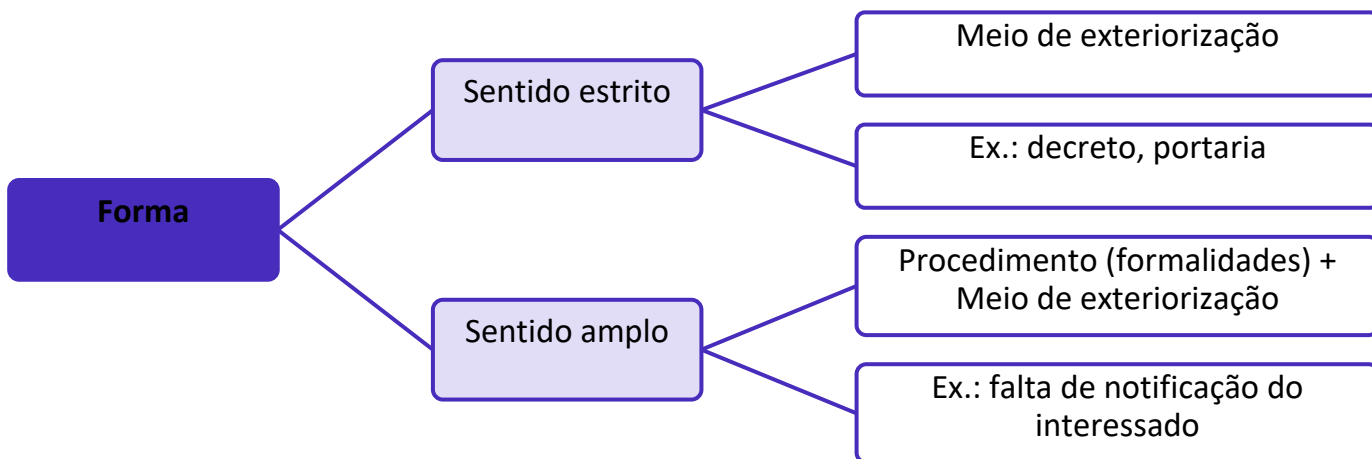 Forma
Sentido estrito
Meio de exteriorização
Ex.: decreto, portaria
Sentido amplo
Procedimento (formalidades) +
Meio de exteriorização
Ex.: falta de notificação do
interessado